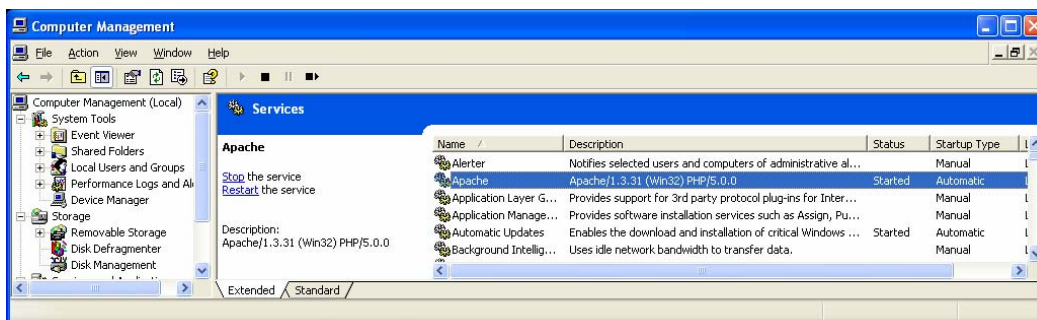 Computer Management
File Action View Window Help
Computer Management (Local)
System Tools
Event Viewer
Shared Folders
Local Users and Groups
Performance Logs and Al
Device Manager
Storage
Removable Storage
Disk Defragmenter
Disk Management
Services
Apache
Stop the service
Restart the service
Description:
Apache/1.3.31 (Win32) PHP/5.0.0
Name Description Status Startup Type L
Alerter Notifies selected users and computers of administrative al... Manual L
Apache Apache/1.3.31 (Win32) PHP/5.0.0 Started Automatic L
Application Layer G... Provides support for 3rd party protocol plug-ins for Inter... Manual L
Application Manage... Provides software installation services such as Assign, Pu... Manual L
Automatic Updates Enables the download and installation of critical Windows ... Started Automatic L
Background Intellig... Uses idle network bandwidth to transfer data. Manual L
Extended Standard